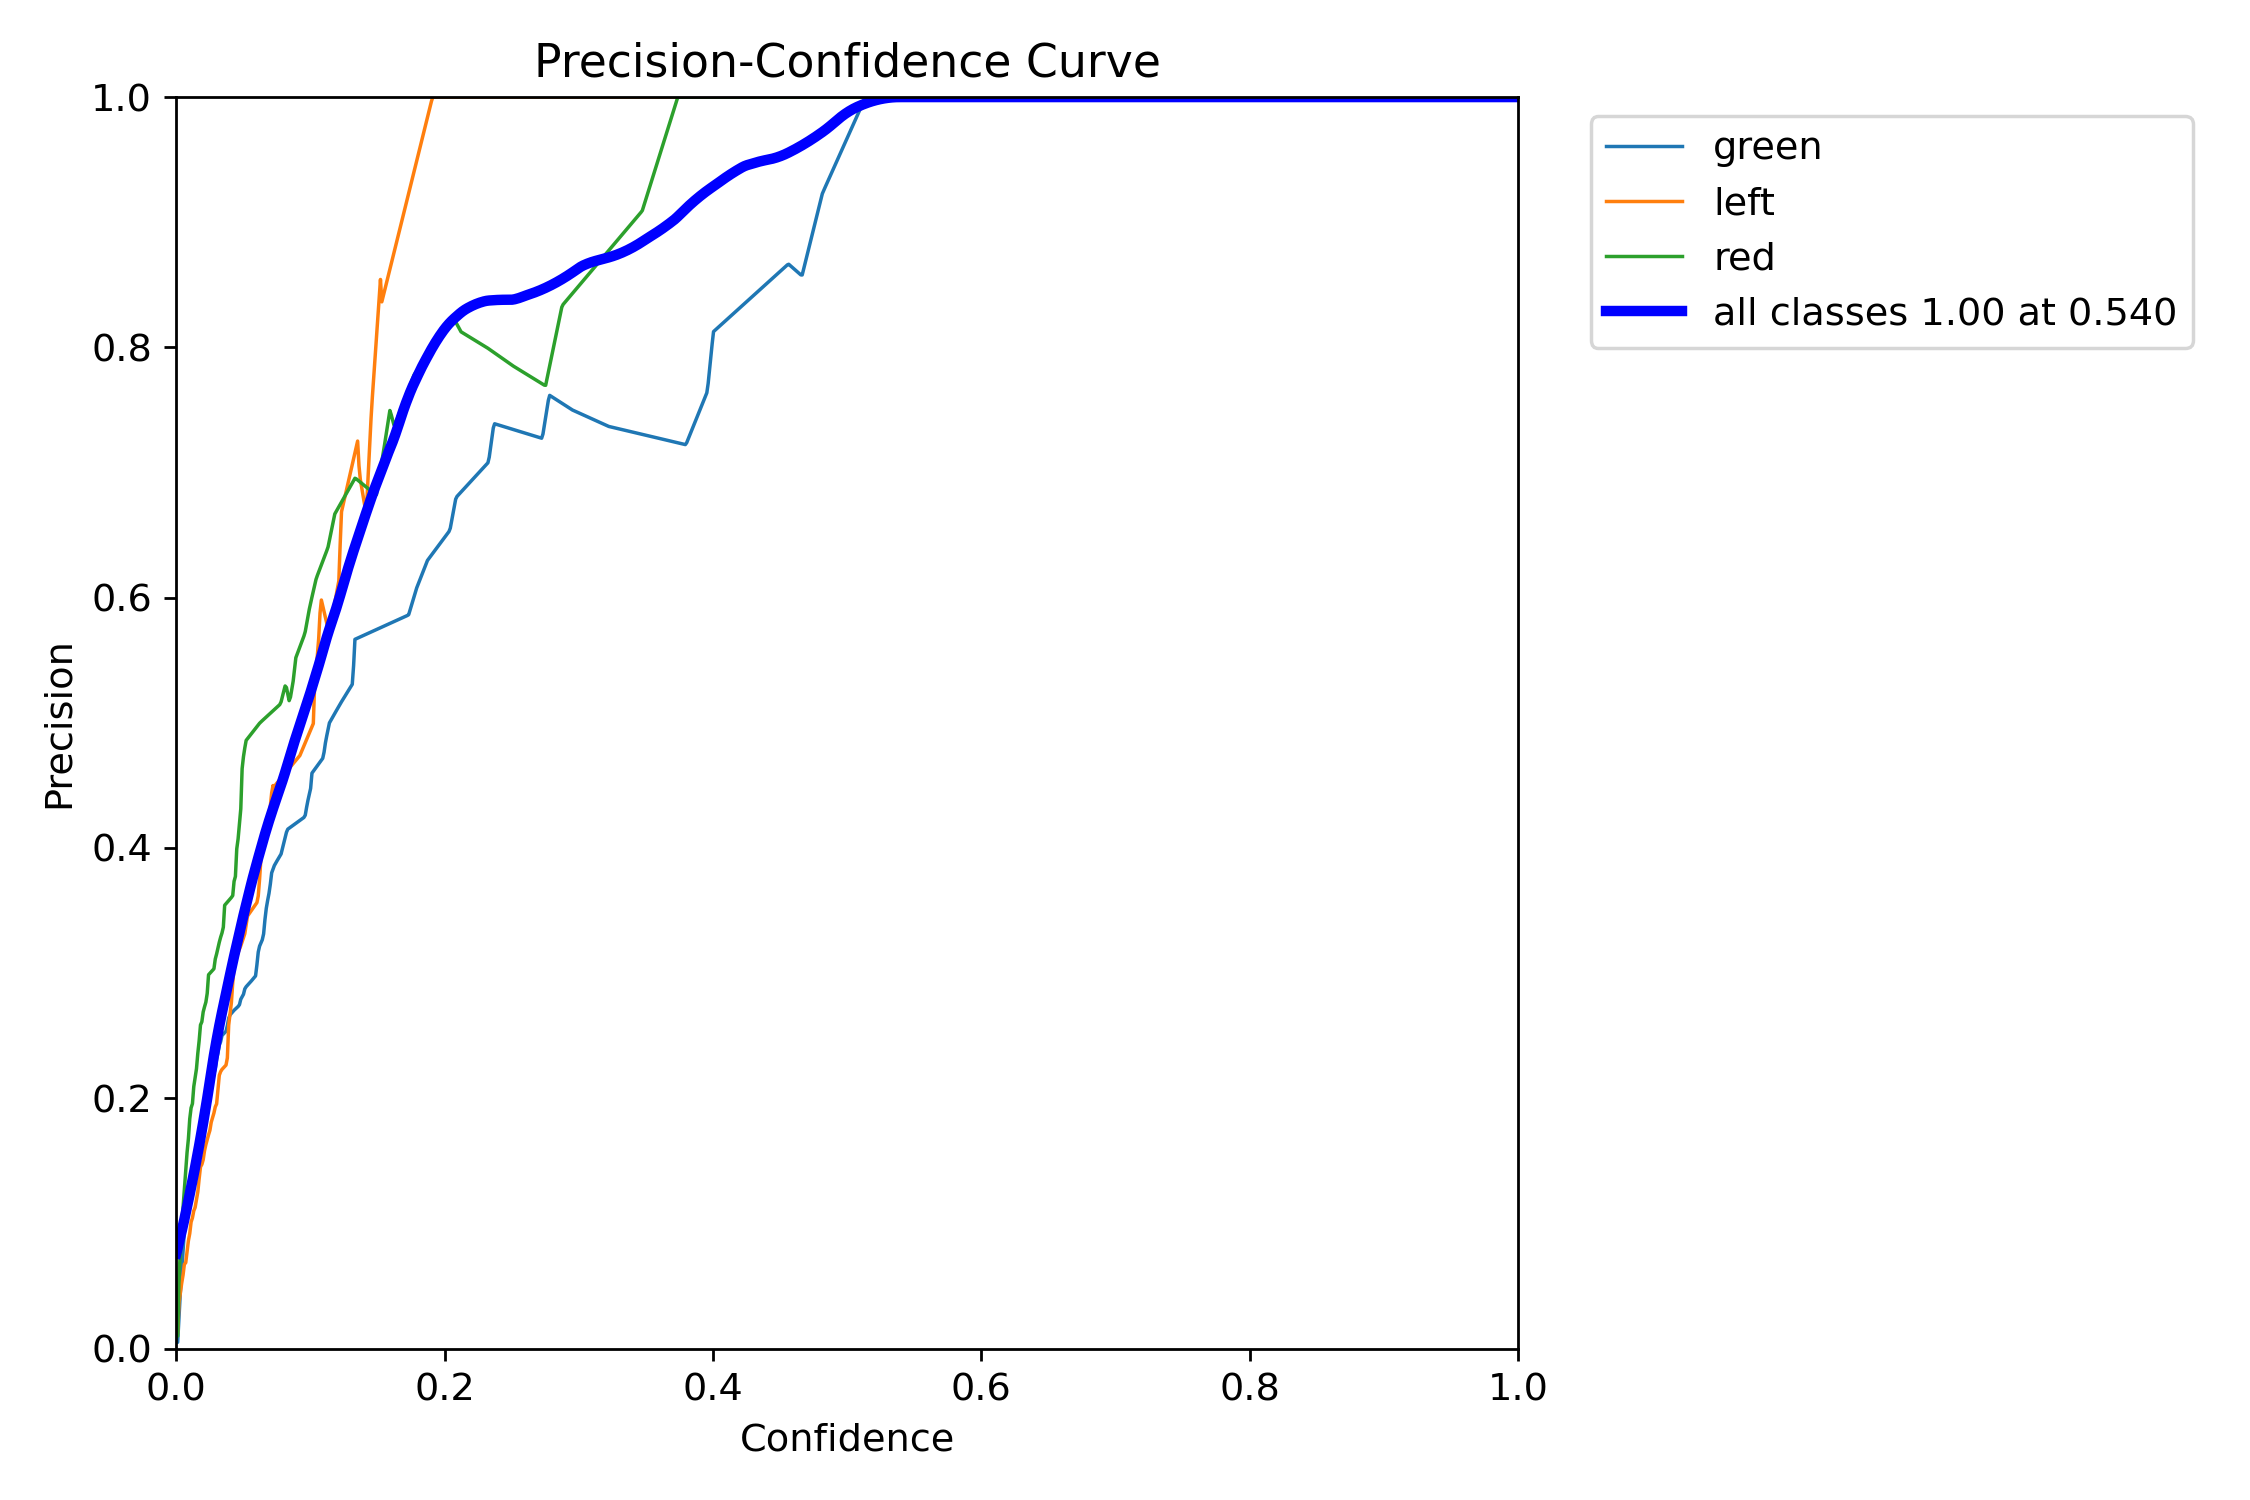 Precision-Confidence Curve
1.0
0.8
0.6
0.4
0.2
0.0
Precision
0.0 0.2 0.4 0.6 0.8 1.0
Confidence
green
left
red
all classes 1.00 at 0.540